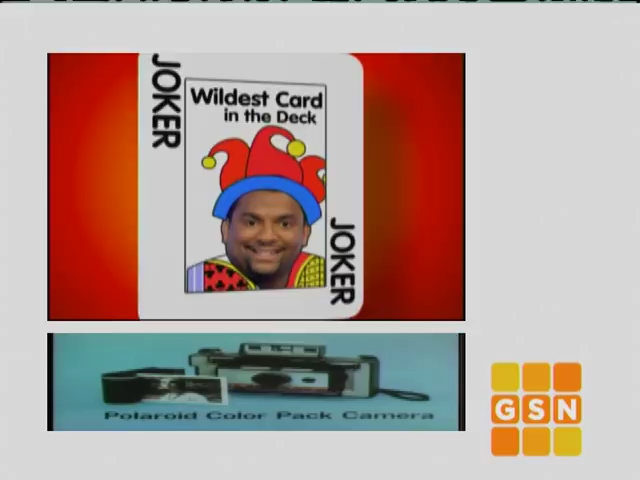 JOKER
Wildest Card
in the Deck
JOKER
Polaroid Color Pack Camera
GSN